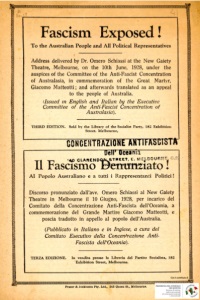 Fascism Exposed!
To the Australian People and All Political Representatives
Address delivered by Dr. Omero Schiassi at the New Gaiety
Theatre, Melbourne, on the 10th June, 1928, under the
auspices of the Committee of the Anti-Fascist Concentration
of Australasia, in commemoration of the Great Martyr,
Giacomo Matteotti; and afterwards translated as an appeal
to the people of Australia.
(Issued in English and Italian by the Executive
Committee of the Anti-Fascist Concentration of
Australasia).
THIRD EDITION. Sold by the Library of the Socialist Party, 184 Exhibition
Street, Melbourne.
CONCENTRAZIONE ANTIFASCISTA
Dell' Oceania
CLARENDON STREET, E. MELBOURNE
Il Fascismo Denunziato!
Al Popolo Australiano e a tutti i Rappresentanti Politici!
Discorso pronunziato dall'avv. Omero Schiassi al New Gaiety
Theatre in Melbourne il 10 Giugno, 1928, per incarico del
Comitato della Concentrazione Anti-Fascista dell'Oceania, a
commemorazione del Grande Martire Giacomo Matteotti, e
poscia tradotto in appello al popolo dell'Australia.
(Pubblicato in Italiano e in Inglese, a cura del
Comitato Esecutivo della Concentrazione Anti-
Fascista dell'Oceania).
TERZA EDIZIONE. In vendita presso la Libreria del Partito Socialista, 184
Exhibition Street, Melbourne.